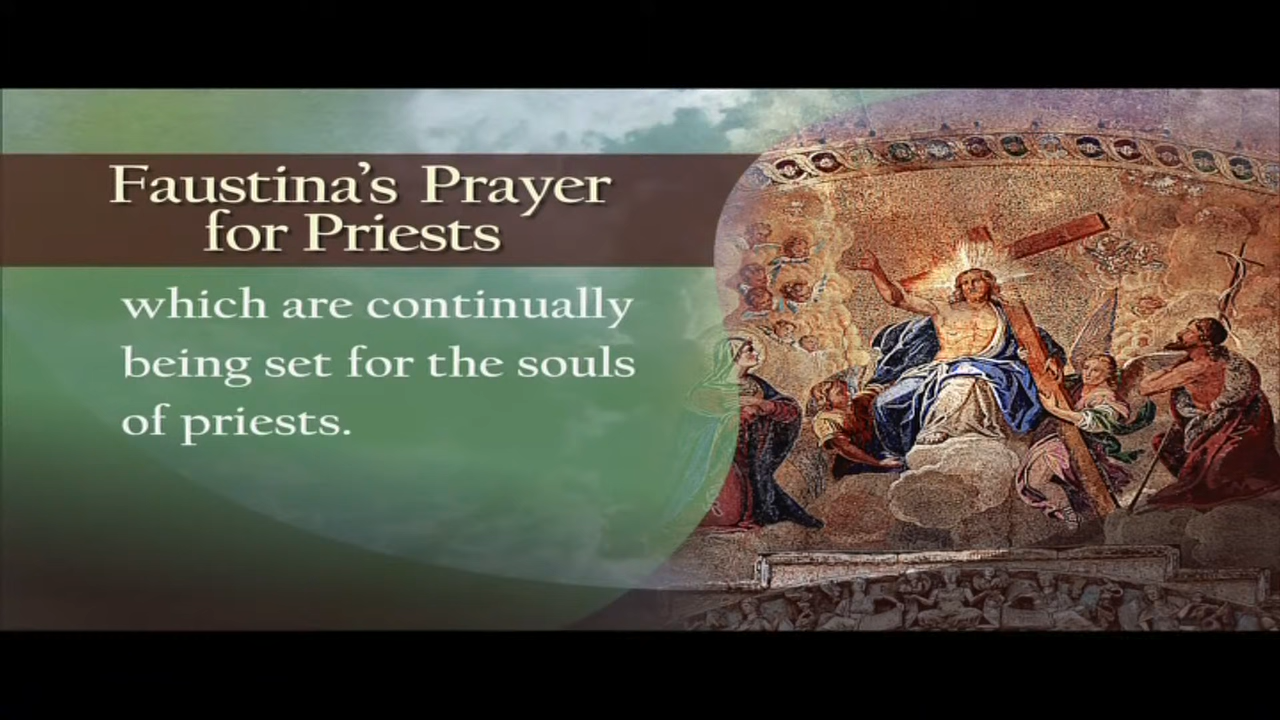 Faustina's Prayer
for Priests
which are continually
being set for the souls
of priests.